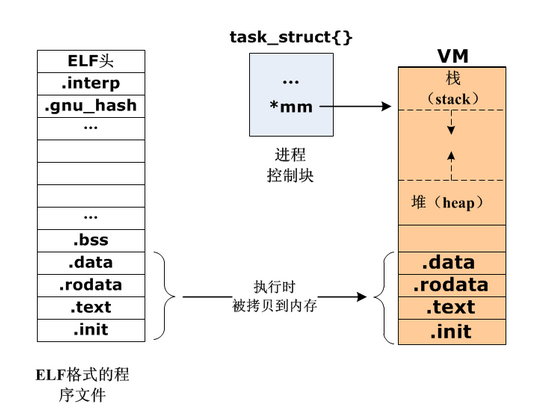 ELF头
.interp
.gnu_hash
...
...
.bss
.data
.rodata
.text
.init
ELF格式的程
序文件
task_struct{}
...
*mm
进程
控制块
执行时
被拷贝到内存
VM
栈
（stack）
堆（heap）
.data
.rodata
.text
.init